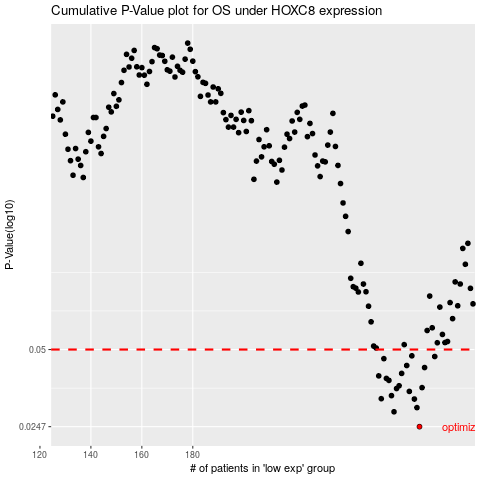 Cumulative P-Value plot for OS under HOXC8 expression
P-Value(log10)
0.05
0.0247
optimiz
120 140 160 180
# of patients in 'low exp' group